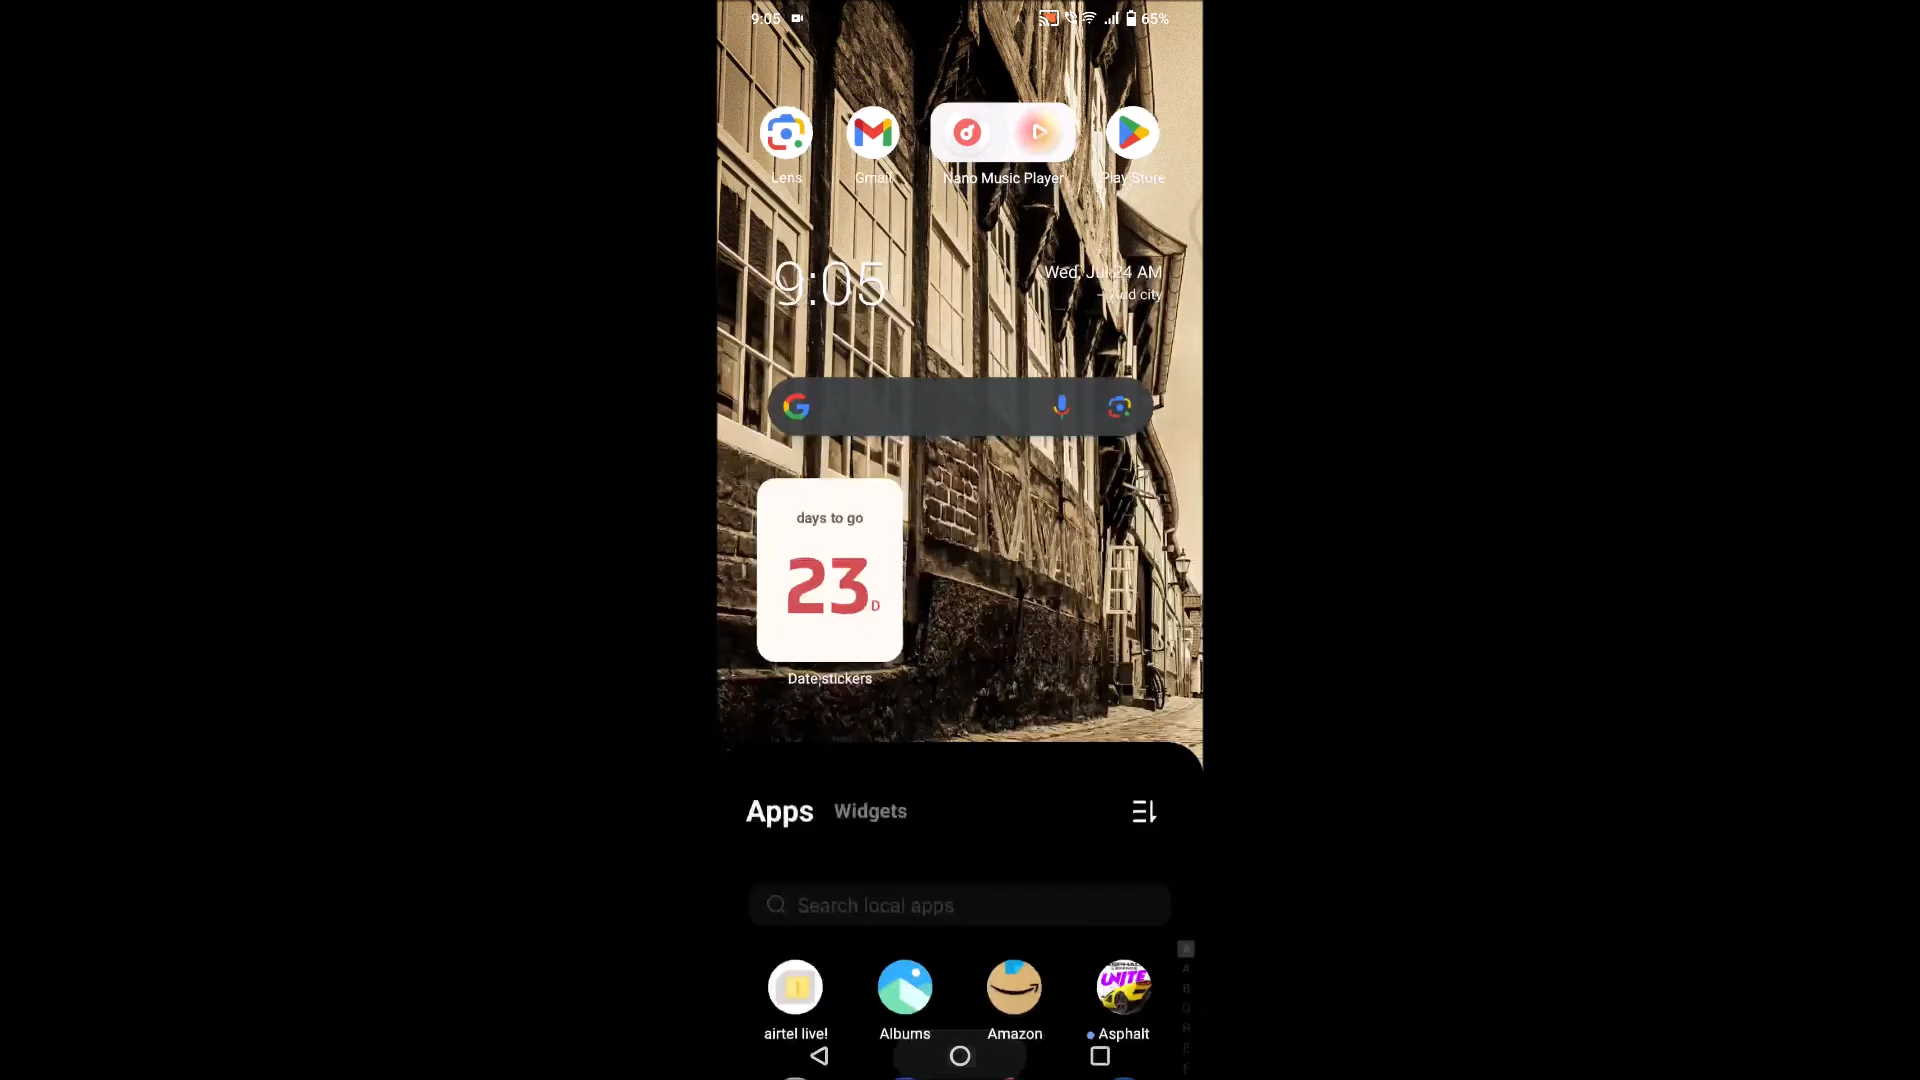 9:05
65%
Lens
Gmail
Nano Music Player
Play Store
9:05
Wed, Jul 24 AM
+ Add city
days to go
23 D
Date stickers
Apps
Widgets
Search local apps
UNITE
airtel live!
Albums
Amazon
Asphalt